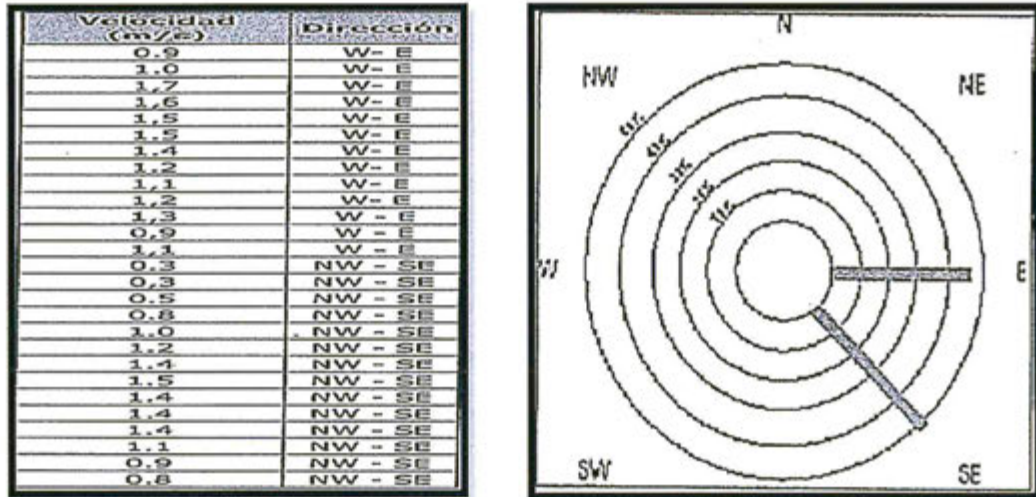 Velocidad (m/c) Dirección
0.9 W- E
1.0 W- E
1,7 W- E
1,6 W- E
1,5 W- E
1.5 W- E
1.4 W- E
1.2 W- E
1,1 W- E
1,2 W- E
1,3 W - E
0,9 W - E
1,1 W - E
0.3 NW - SE
0,3 NW - SE
0.5 NW - SE
0.8 NW - SE
1.0 NW - SE
1.2 NW - SE
1.4 NW - SE
1.5 NW - SE
1.4 NW - SE
1.4 NW - SE
1.4 NW - SE
1.1 NW - SE
0.9 NW - SE
0.8 NW - SE
N
NW
NE
W
E
SW
SE